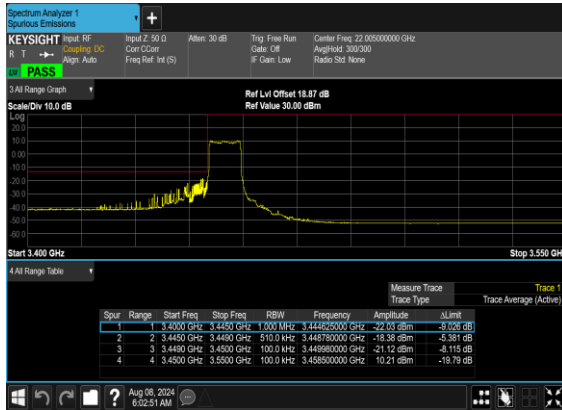 Spectrum Analyzer 1
Spurious Emissions
KEYSIGHT
R T
LU
PASS
Input: RF
Coupling: DC
Align: Auto
Input Z: 50 Ω
Corr CCorr
Freq Ref: Int (S)
Atten: 30 dB
Trig: Free Run
Gate: Off
IF Gain: Low
Center Freq: 22.005000000 GHz
Avg|Hold: 300/300
Radio Std: None
3 All Range Graph
Scale/Div 10.0 dB
Ref Lvl Offset 18.87 dB
Ref Value 30.00 dBm
Log
20.0
10.0
0.00
-10.0
-20.0
-30.0
-40.0
-50.0
-60.0
Start 3.400 GHz
Stop 3.550 GH
4 All Range Table
Measure Trace Trace 1
Trace Type Trace Average (Active)
Spur Range Start Freq Stop Freq RBW Frequency Amplitude ΔLimit
1 1 3.4000 GHz 3.4450 GHz 1.000 MHz 3.444625000 GHz -22.03 dBm -9.026 dB
2 2 3.4450 GHz 3.4490 GHz 510.0 kHz 3.448780000 GHz -18.38 dBm -5.381 dB
3 3 3.4490 GHz 3.4500 GHz 100.0 kHz 3.449980000 GHz -21.12 dBm -8.115 dB
4 4 3.4500 GHz 3.5500 GHz 100.0 kHz 3.458500000 GHz 10.21 dBm -19.79 dB
Aug 08, 2024
6:02:51 AM